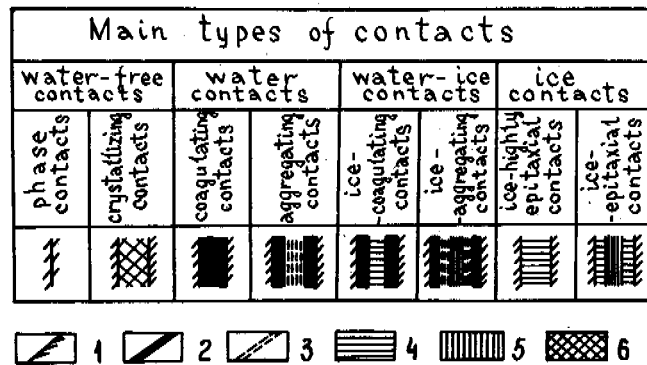 Main types of contacts
water-free contacts
water contacts
water-ice contacts
ice contacts
phase contacts
crystallizing contacts
coagulating contacts
aggregating contacts
ice- -coagulating contacts
ice- -aggregating contacts
ice-highly epitaxial contacts
ice- -epitaxial contacts
1 2 3 4 5 6